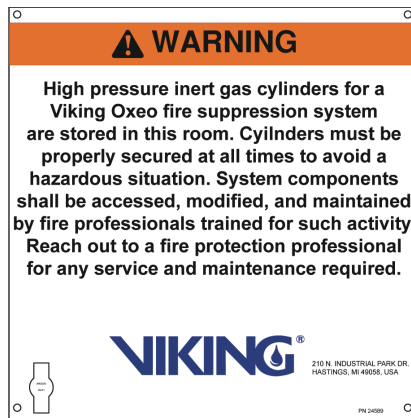 WARNING
High pressure inert gas cylinders for a
Viking Oxeo fire suppression system
are stored in this room. Cyilnders must be
properly secured at all times to avoid a
hazardous situation. System components
shall be accessed, modified, and maintained
by fire professionals trained for such activity
Reach out to a fire protection professional
for any service and maintenance required.
VIKING®
210 N. INDUSTRIAL PARK DR.
HASTINGS, MI 49058, USA
PN 24589